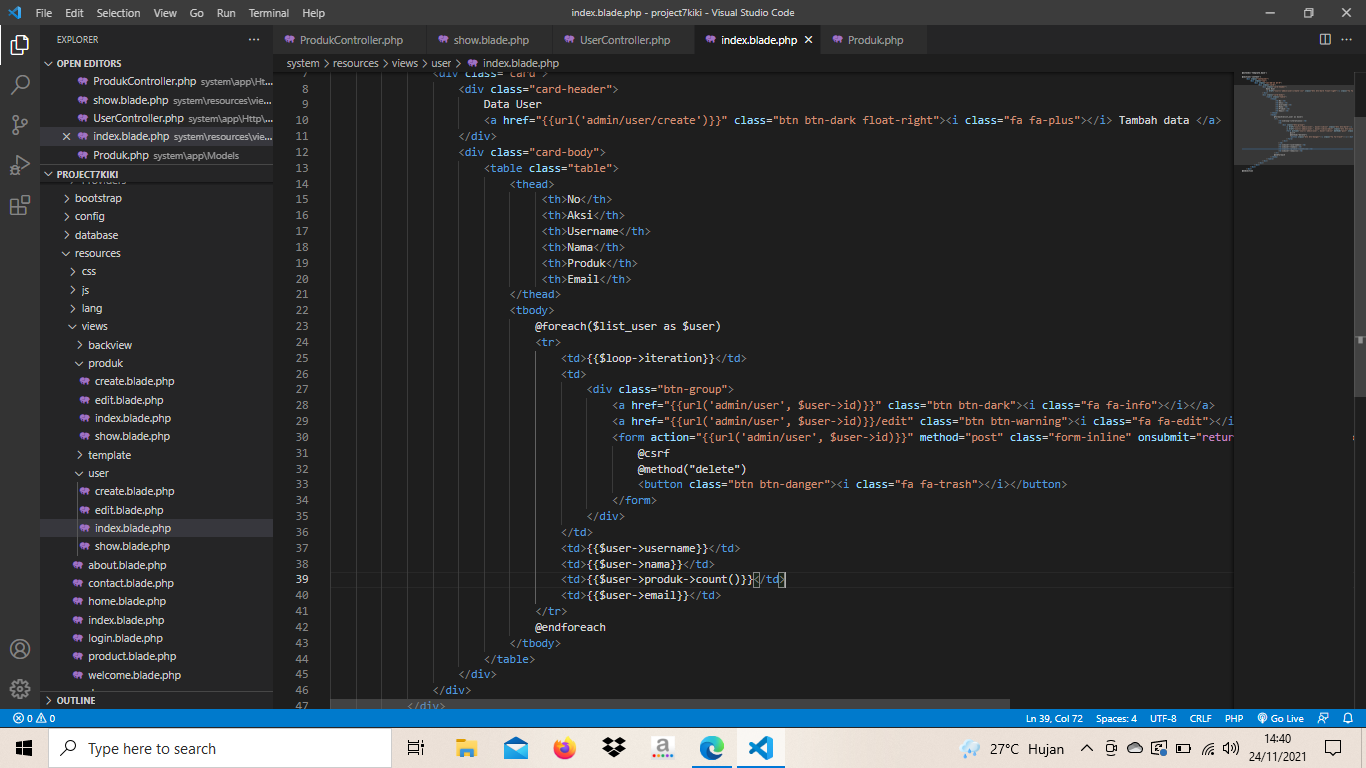 File Edit Selection View Go Run Terminal Help
index.blade.php - project7kiki - Visual Studio Code
EXPLORER
OPEN EDITORS
ProdukController.php system\app\Ht...
show.blade.php system\resources\vie...
UserController.php system\app\Http\...
index.blade.php system\resources\vie...
Produk.php system\app\Models
PROJECT7KIKI
Providers
bootstrap
config
database
resources
css
js
lang
views
backview
produk
create.blade.php
edit.blade.php
index.blade.php
show.blade.php
template
user
create.blade.php
edit.blade.php
index.blade.php
show.blade.php
about.blade.php
contact.blade.php
home.blade.php
index.blade.php
login.blade.php
product.blade.php
welcome.blade.php
OUTLINE
ProdukController.php show.blade.php UserController.php index.blade.php Produk.php
system > resources > views > user > index.blade.php
7 <div class="card">
8 <div class="card-header">
9 Data User
10 <a href="{{url('admin/user/create')}}" class="btn btn-dark float-right"><i class="fa fa-plus"></i> Tambah data </a>
11 </div>
12 <div class="card-body">
13 <table class="table">
14 <thead>
15 <th>No</th>
16 <th>Aksi</th>
17 <th>Username</th>
18 <th>Nama</th>
19 <th>Produk</th>
20 <th>Email</th>
21 </thead>
22 <tbody>
23 @foreach($list_user as $user)
24 <tr>
25 <td>{{$loop->iteration}}</td>
26 <td>
27 <div class="btn-group">
28 <a href="{{url('admin/user', $user->id)}}" class="btn btn-dark"><i class="fa fa-info"></i></a>
29 <a href="{{url('admin/user', $user->id)}}/edit" class="btn btn-warning"><i class="fa fa-edit"></i
30 <form action="{{url('admin/user', $user->id)}}" method="post" class="form-inline" onsubmit="retur
31 @csrf
32 @method("delete")
33 <button class="btn btn-danger"><i class="fa fa-trash"></i></button>
34 </form>
35 </div>
36 </td>
37 <td>{{$user->username}}</td>
38 <td>{{$user->nama}}</td>
39 <td>{{$user->produk->count()}}</td>
40 <td>{{$user->email}}</td>
41 </tr>
42 @endforeach
43 </tbody>
44 </table>
45 </div>
46 </div>
47 </div>
0 0
Ln 39, Col 72 Spaces: 4 UTF-8 CRLF PHP Go Live
Type here to search
a
27°C Hujan
14:40
24/11/2021